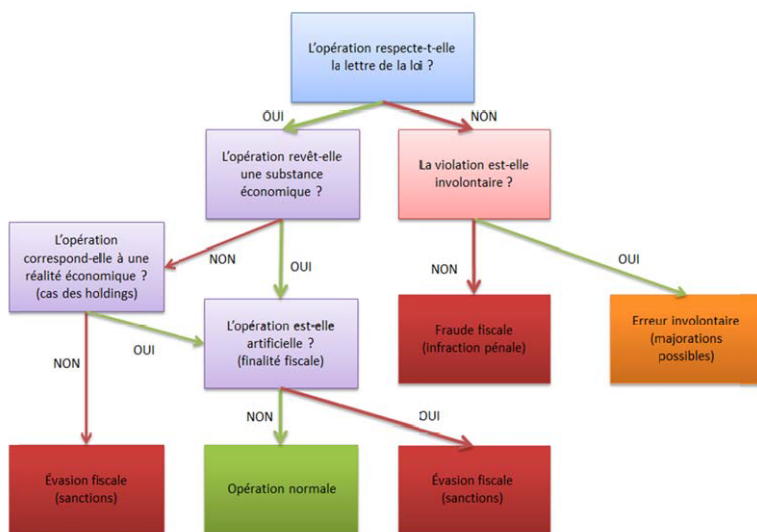 L'opération respecte-t-elle
la lettre de la loi ?
OUI
NON
L'opération revêt-elle
une substance
économique ?
La violation est-elle
involontaire ?
L'opération
correspond-elle à une
réalité économique ?
(cas des holdings)
NON
OUI
NON
OUI
L'opération est-elle
artificielle ?
(finalité fiscale)
Fraude fiscale
(infraction pénale)
Erreur involontaire
(majorations
possibles)
NON
OUI
NON
OUI
Évasion fiscale
(sanctions)
Opération normale
Évasion fiscale
(sanctions)